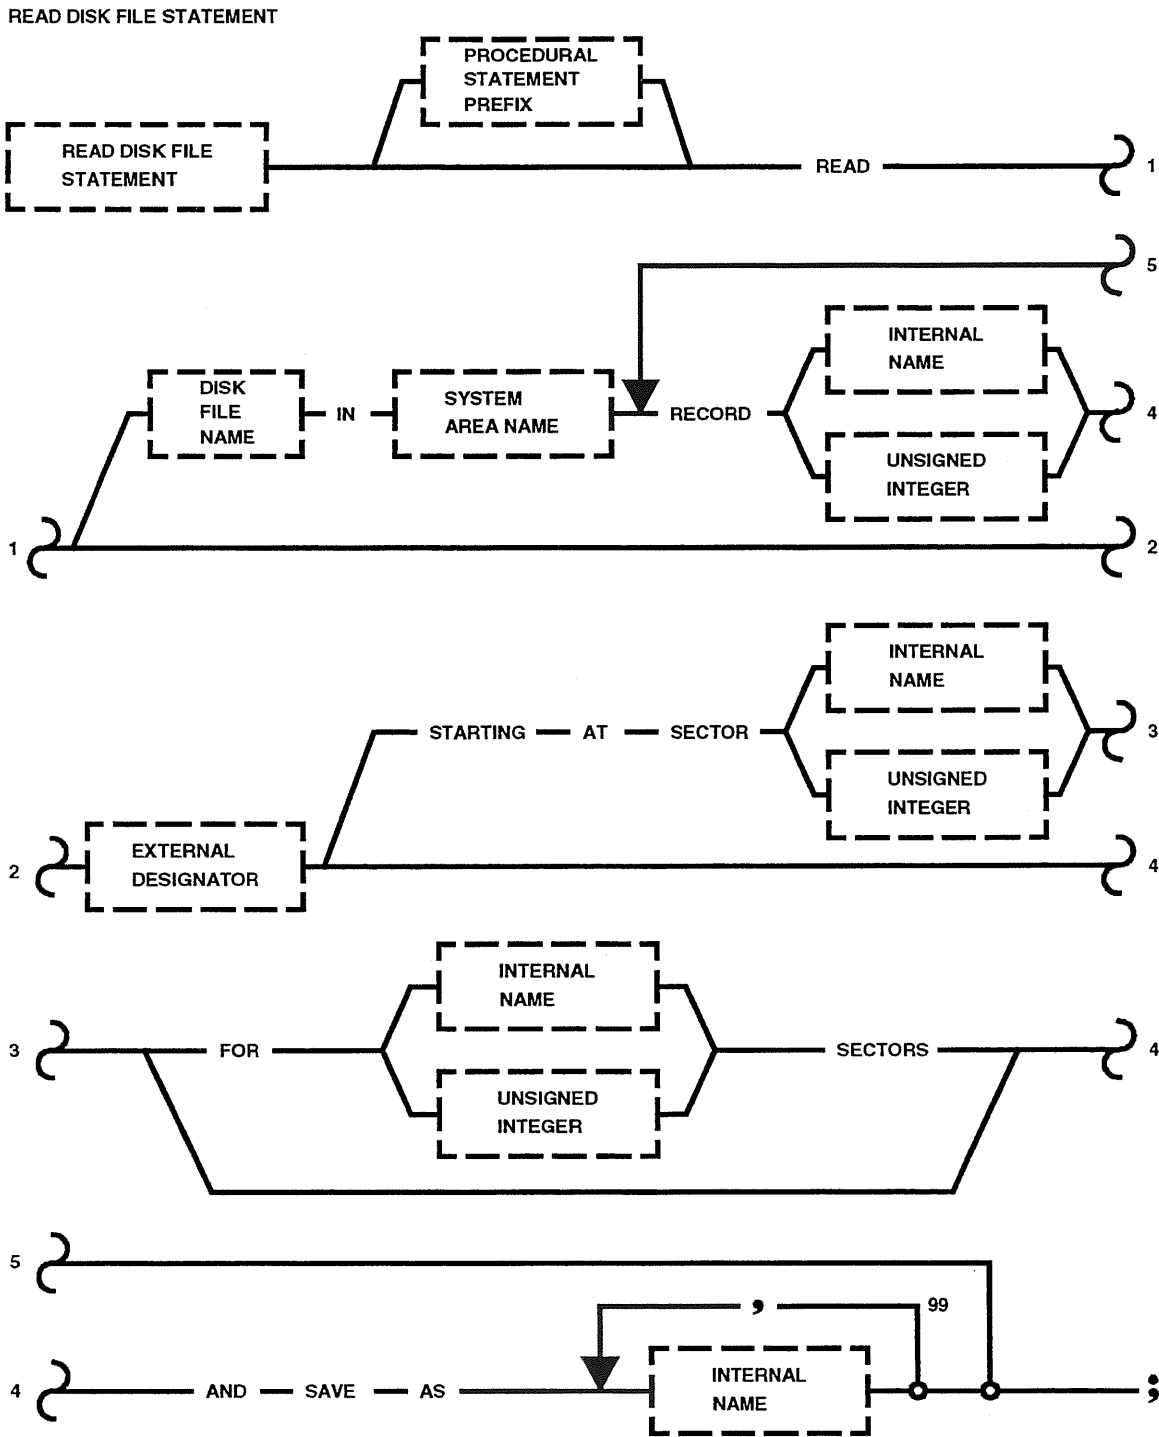 READ DISK FILE STATEMENT
PROCEDURAL
STATEMENT
PREFIX
READ DISK FILE
STATEMENT
READ
1
5
INTERNAL
NAME
DISK
FILE
NAME
IN
SYSTEM
AREA NAME
RECORD
4
UNSIGNED
INTEGER
1
2
INTERNAL
NAME
STARTING
AT
SECTOR
3
UNSIGNED
INTEGER
2
EXTERNAL
DESIGNATOR
4
INTERNAL
NAME
3
FOR
SECTORS
4
UNSIGNED
INTEGER
5
,
99
4
AND
SAVE
AS
INTERNAL
NAME
;